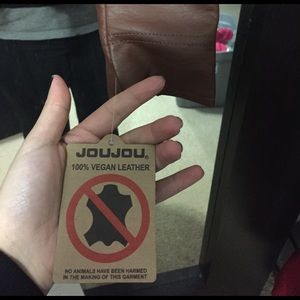 JOUJOU®
100% VEGAN LEATHER
NO ANIMALS HAVE BEEN HARMED
IN THE MAKING OF THIS GARMENT